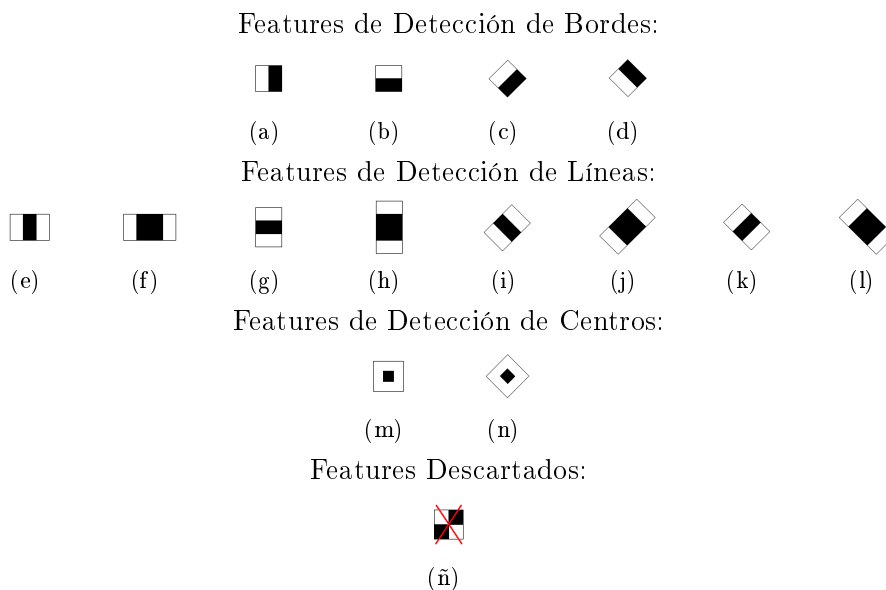 Features de Detección de Bordes:
(a) (b) (c) (d)
Features de Detección de Líneas:
(e) (f) (g) (h) (i) (j) (k) (l)
Features de Detección de Centros:
(m) (n)
Features Descartados:
(ñ)